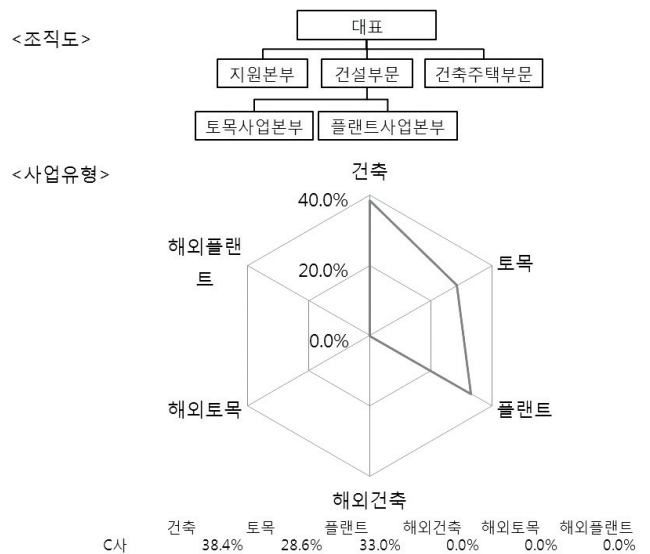 <조직도>
대표
지원본부 건설부문 건축주택부문
토목사업본부 플랜트사업본부
<사업유형>
건축
40.0%
해외플랜
트
토목
20.0%
0.0%
해외토목
플랜트
해외건축
건축 토목 플랜트 해외건축 해외토목 해외플랜트
C사 38.4% 28.6% 33.0% 0.0% 0.0% 0.0%